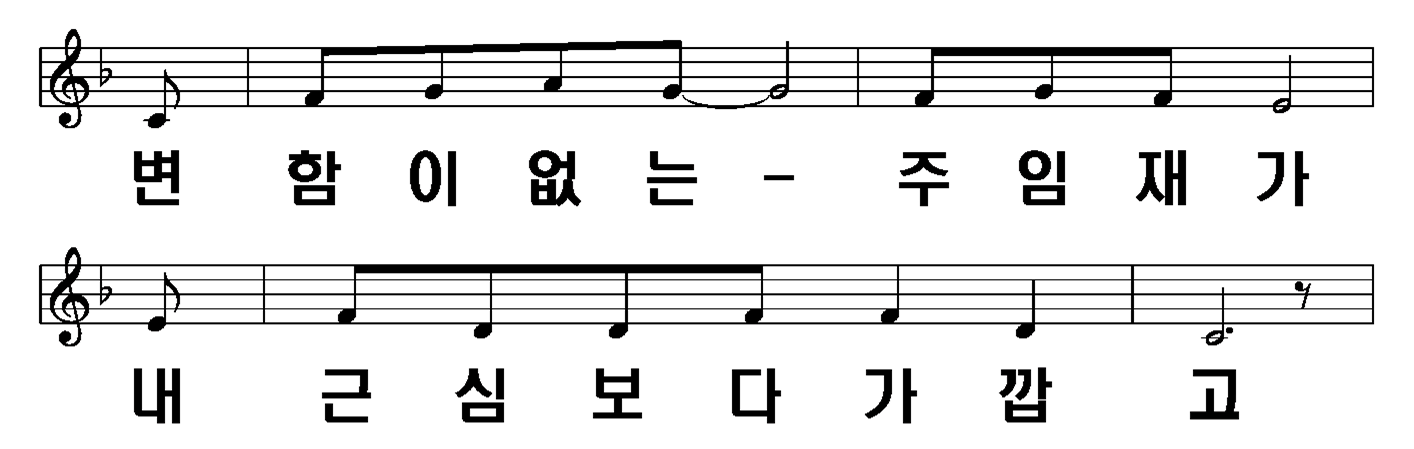 변 함 이 없 는 - 주 임 재 가
내 근 심 보 다 가 깝 고